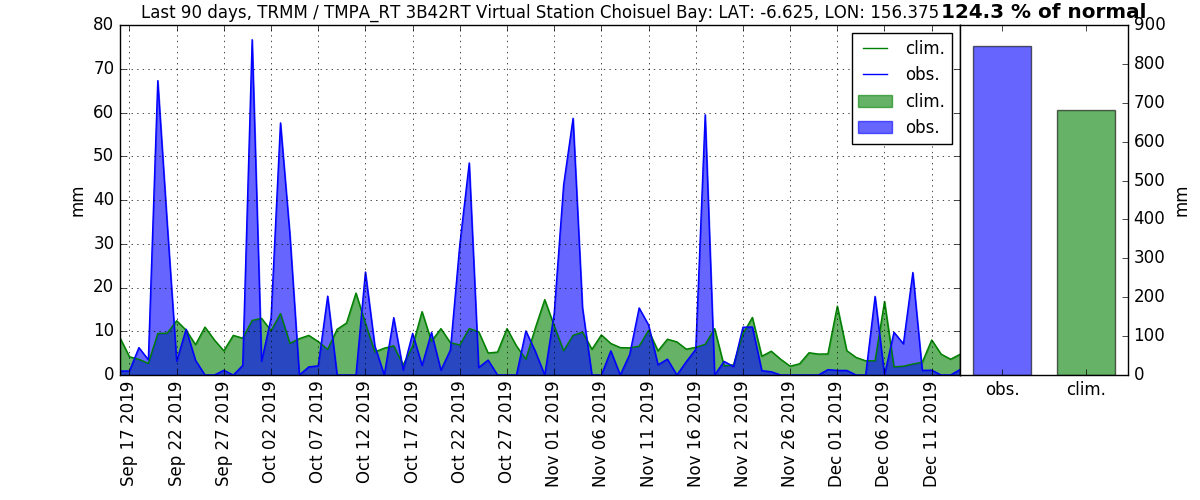 Last 90 days, TRMM / TMPA_RT 3B42RT Virtual Station Choisuel Bay: LAT: -6.625, LON: 156.375
124.3 % of normal
80
70
60
50
40
30
20
10
0
mm
clim.
obs.
clim.
obs.
Sep 17 2019
Sep 22 2019
Sep 27 2019
Oct 02 2019
Oct 07 2019
Oct 12 2019
Oct 17 2019
Oct 22 2019
Oct 27 2019
Nov 01 2019
Nov 06 2019
Nov 11 2019
Nov 16 2019
Nov 21 2019
Nov 26 2019
Dec 01 2019
Dec 06 2019
Dec 11 2019
900
800
700
600
500
400
300
200
100
0
mm
obs.
clim.